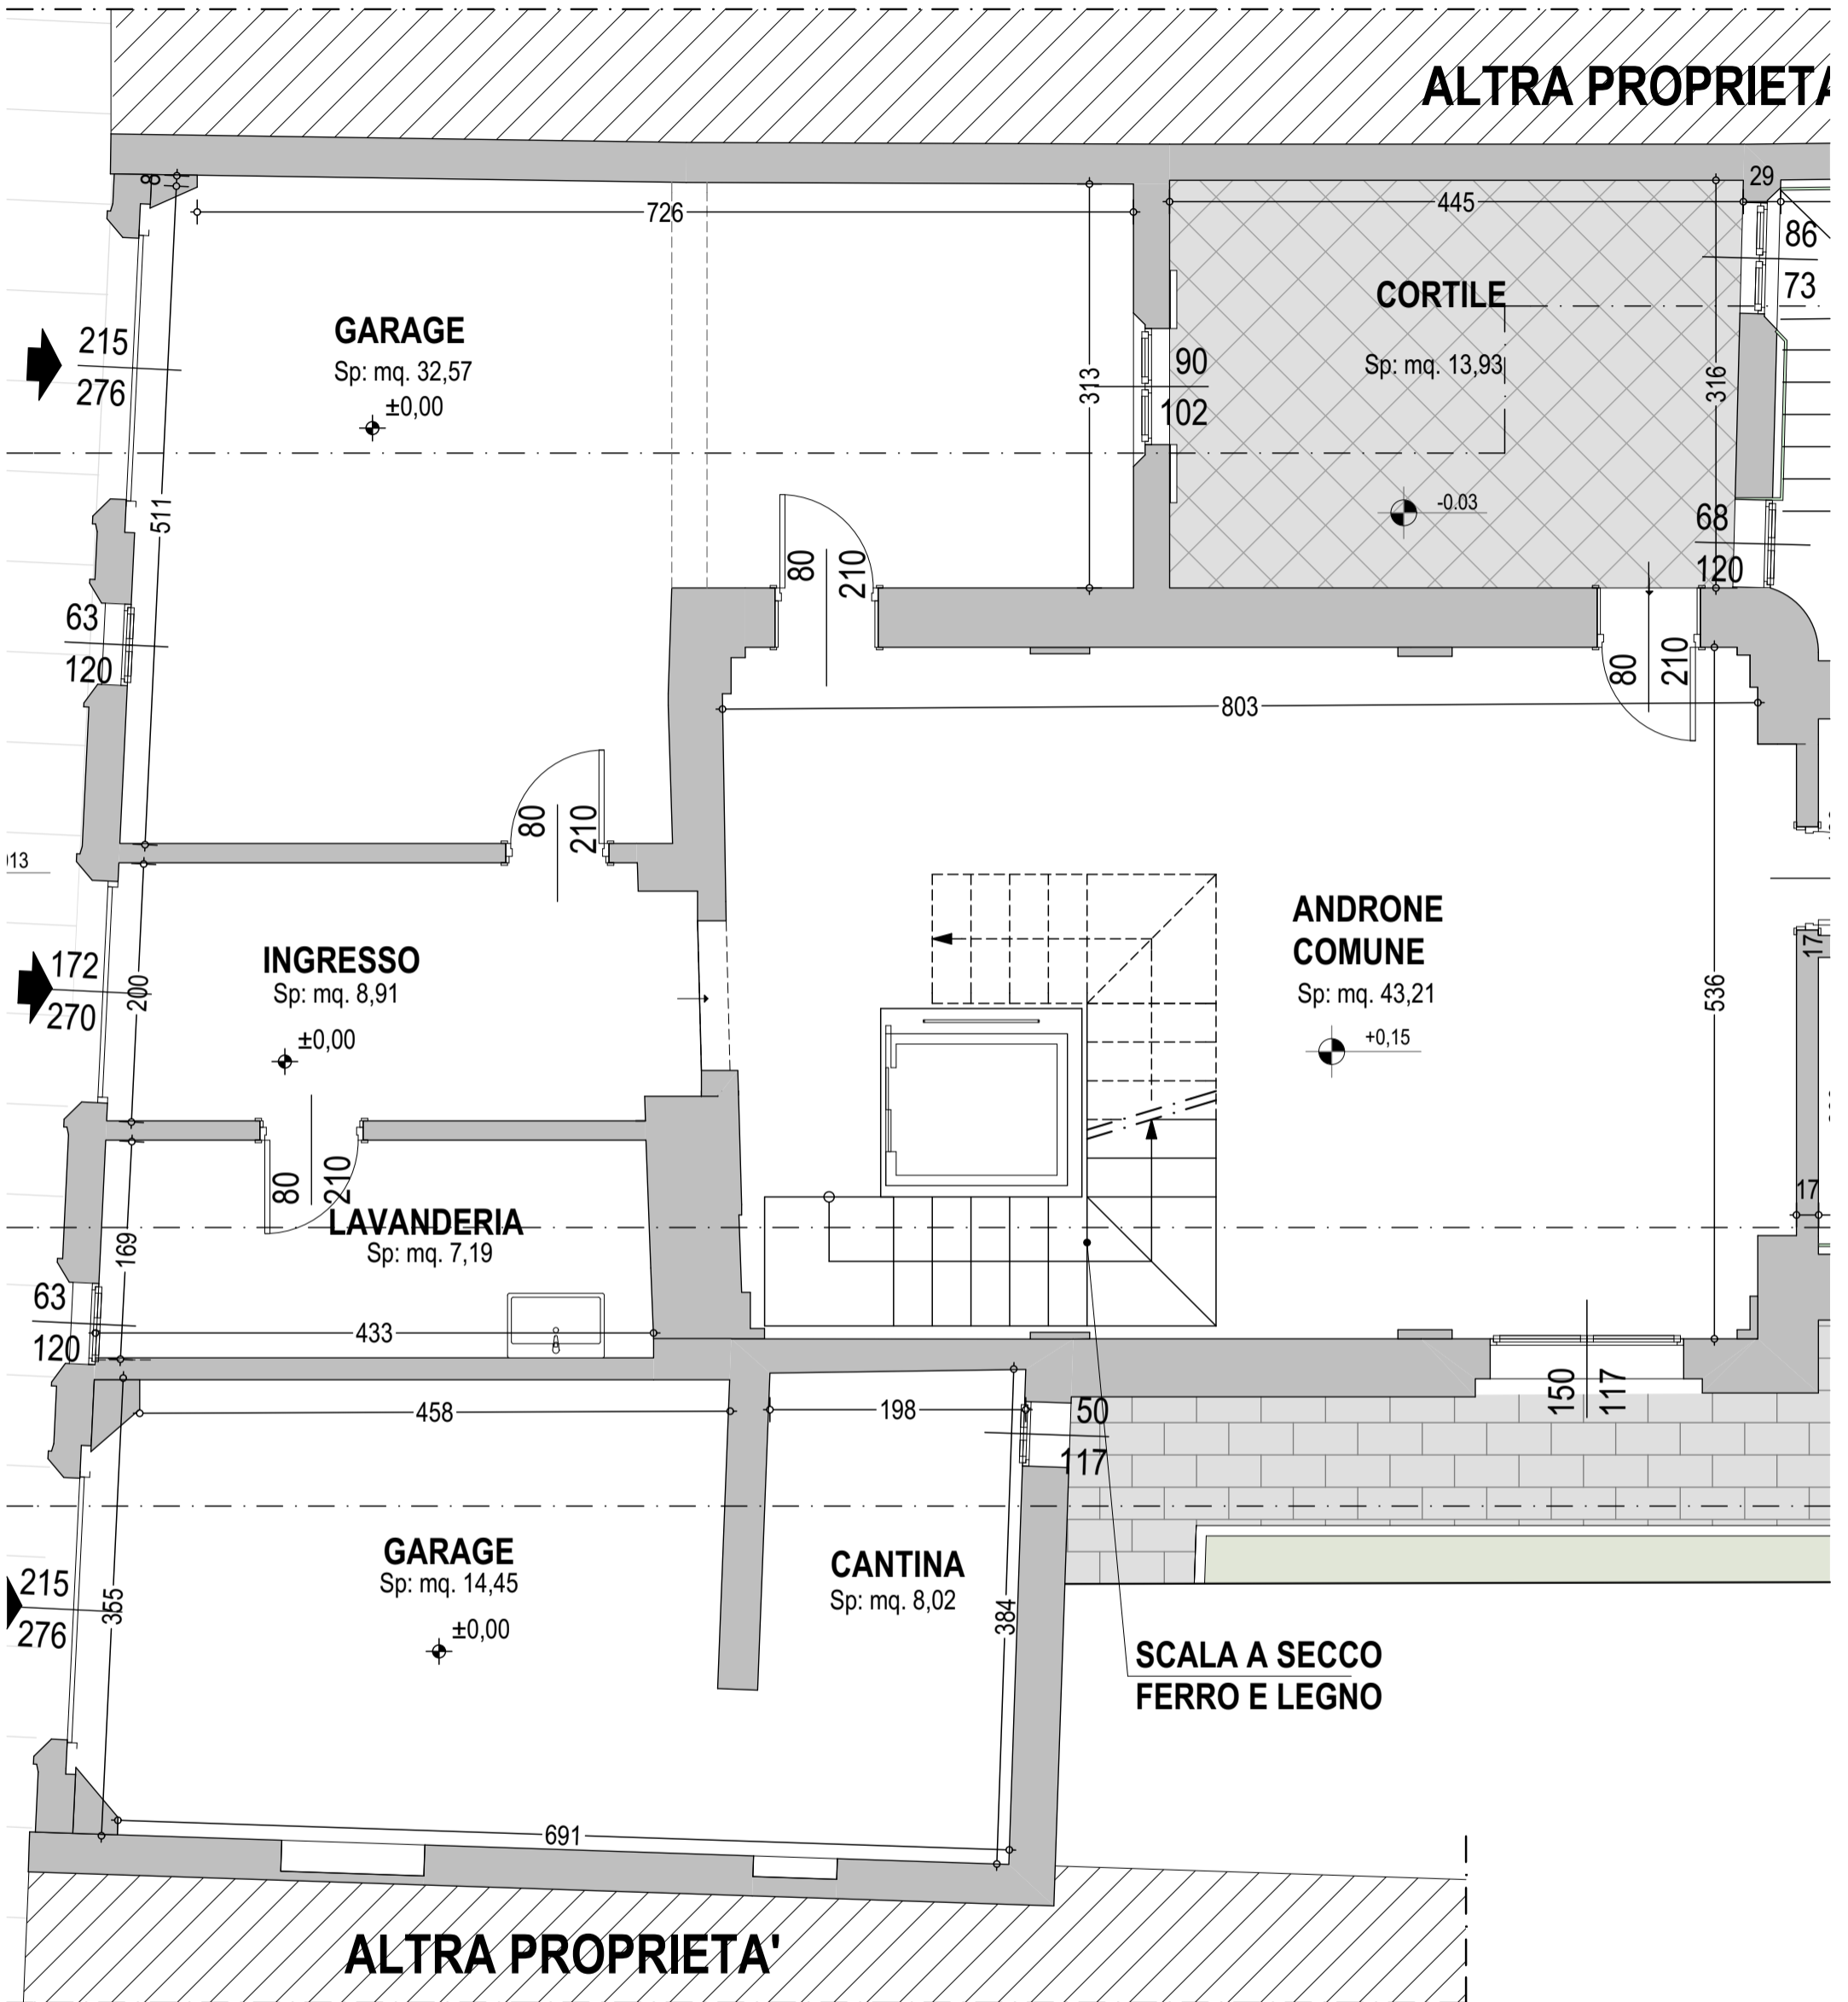 ALTRA PROPRIETA
8
726
445
29
86
73
GARAGE
Sp: mq. 32,57
±0,00
215
276
CORTILE
Sp: mq. 13,93
-0.03
313
90
102
316
511
80
210
68
120
63
120
80
210
803
80
210
013
INGRESSO
Sp: mq. 8,91
±0,00
172
270
200
ANDRONE
COMUNE
Sp: mq. 43,21
+0,15
536
17
80
210
LAVANDERIA
Sp: mq. 7,19
169
17
63
120
433
458
198
50
117
150
117
GARAGE
Sp: mq. 14,45
±0,00
215
276
355
CANTINA
Sp: mq. 8,02
384
SCALA A SECCO
FERRO E LEGNO
691
ALTRA PROPRIETA'